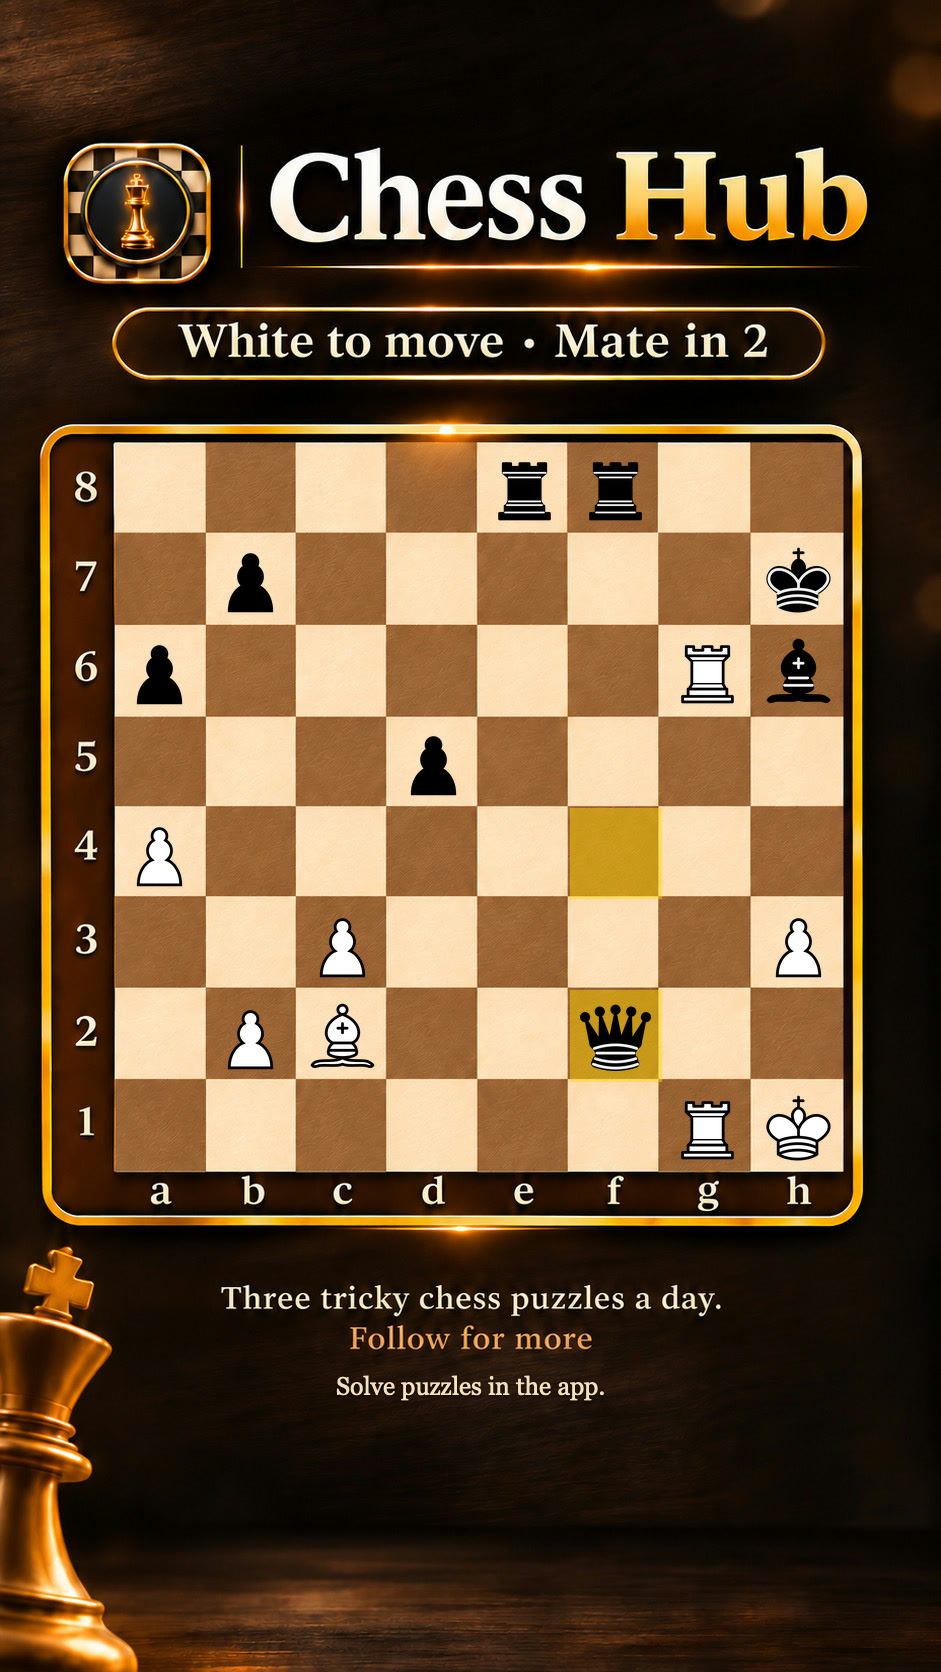 Chess Hub
White to move • Mate in 2
8
7
6
5
4
3
2
1
a b c d e f g h
Three tricky chess puzzles a day.
Follow for more
Solve puzzles in the app.